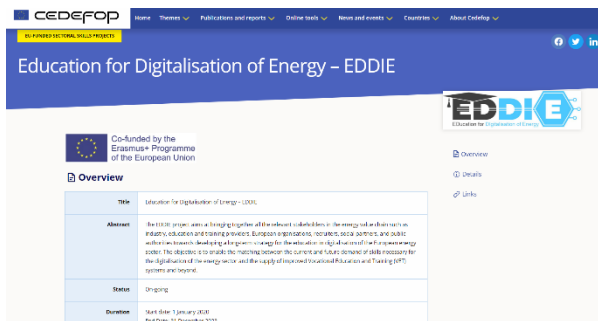 CEDEFOP
Home Themes Publications and reports Online tools News and events Countries About Cedefop
EU-FUNDED SECTORAL SKILLS PROJECTS
in
Education for Digitalisation of Energy – EDDIE
EDDIE
EDucation for Digitalisation of Energy
Co-funded by the
Erasmus+ Programme
of the European Union
Overview
Overview
Details
Links
Title Education for Digitalisation of Energy - EDDIE
Abstract The EDDIE project aims at bringing together all the relevant stakeholders in the energy value chain such as
industry, education and training providers, European organisations, recruiters, social partners, and public
authorities towards developing a long-term strategy for the education in digitalisation of the European energy
sector. The objective is to enable the matching between the current and future demand of skills necessary for
the digitalisation of the energy sector and the supply of improved Vocational Education and Training (VET)
systems and beyond.
Status On-going
Duration Start date: 1 January 2020